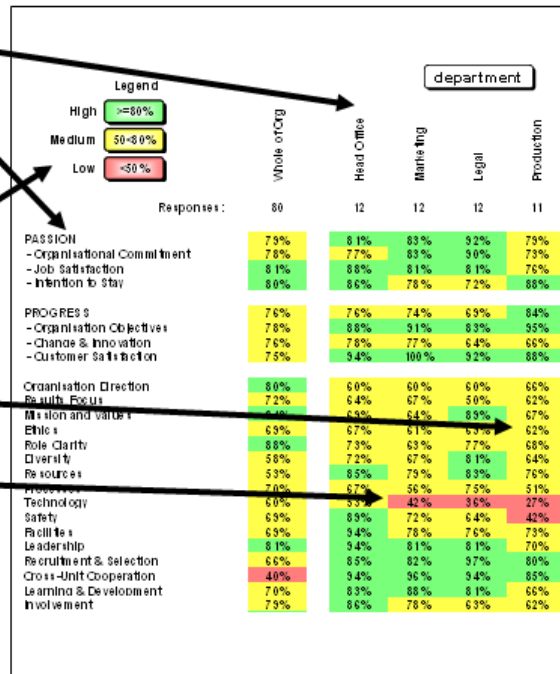 department
Legend
High >=80%
Medium 50<80%
Low <50%
Whole of Org Head Office Marketing Legal Production
Responses: 80 12 12 12 11
PASSION 79% 81% 83% 92% 79%
- Organisational Commitment 78% 77% 83% 90% 73%
- Job Satisfaction 81% 88% 81% 81% 76%
- Intention to Stay 80% 86% 78% 72% 88%
PROGRESS 76% 76% 74% 69% 84%
- Organisation Objectives 78% 88% 91% 83% 95%
- Change & Innovation 76% 78% 77% 64% 66%
- Customer Satisfaction 75% 94% 100% 92% 88%
Organisation Direction 80% 60% 60% 60% 66%
Results Focus 72% 64% 67% 50% 62%
Mission and Values 64% 89% 67%
Ethics 69% 67% 61% 62%
Role Clarity 88% 73% 63% 77% 68%
Diversity 58% 72% 67% 81% 64%
Resources 53% 85% 79% 83% 76%
Processes 70% 67% 56% 75% 51%
Technology 60% 53% 42% 36% 27%
Safety 69% 89% 72% 64% 42%
Facilities 69% 94% 78% 76% 73%
Leadership 81% 94% 81% 81% 70%
Recruitment & Selection 66% 85% 82% 97% 80%
Cross-Unit Cooperation 40% 94% 96% 94% 85%
Learning & Development 70% 83% 88% 81% 66%
Involvement 79% 86% 78% 63% 62%